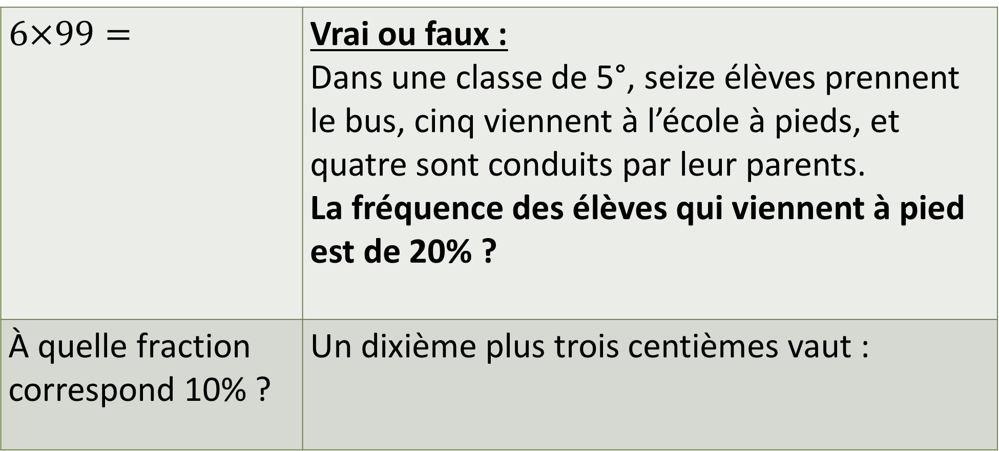 6×99 =
Vrai ou faux :
Dans une classe de 5°, seize élèves prennent
le bus, cinq viennent à l’école à pieds, et
quatre sont conduits par leur parents.
La fréquence des élèves qui viennent à pied
est de 20% ?
À quelle fraction
correspond 10% ?
Un dixième plus trois centièmes vaut :